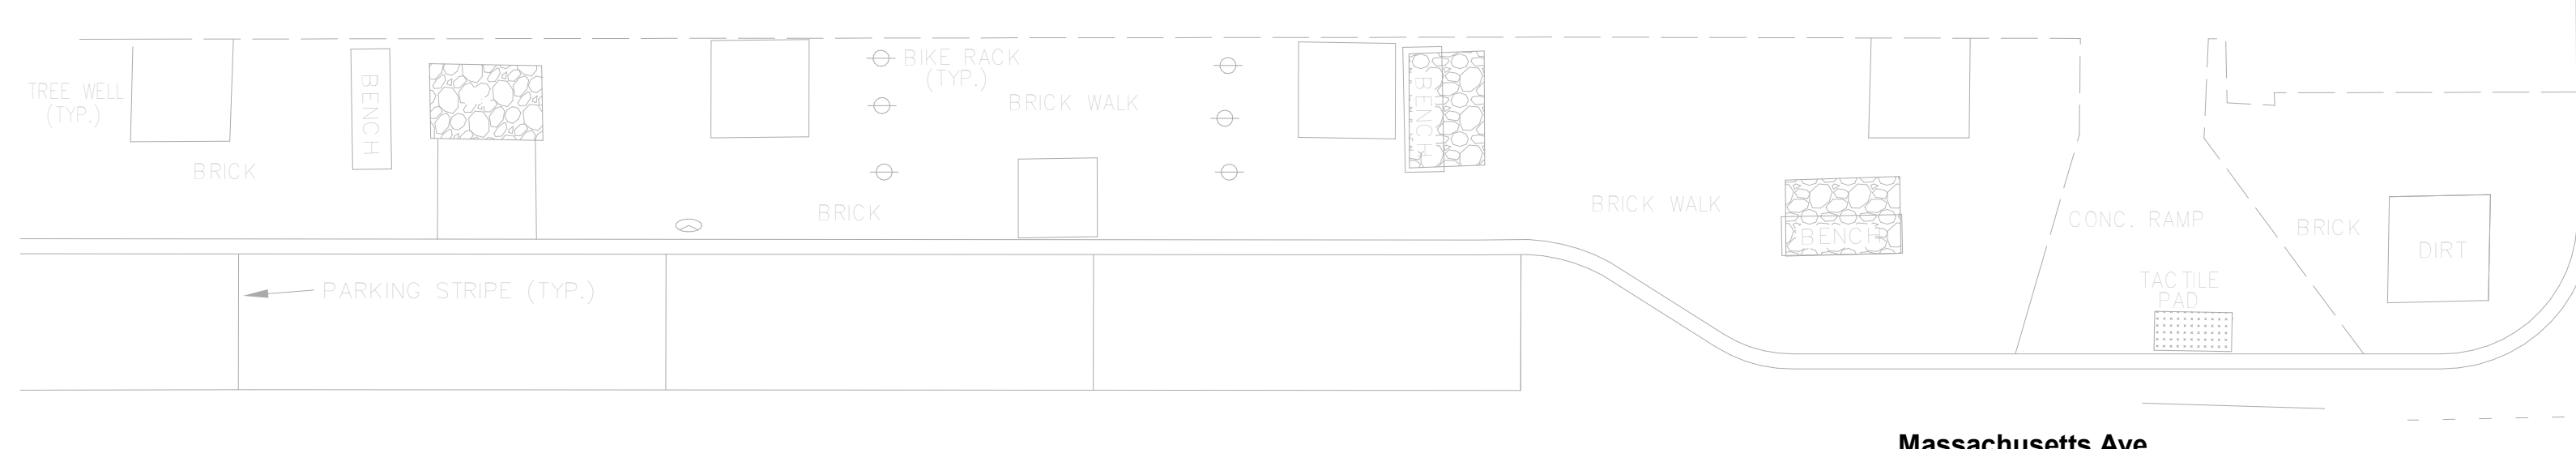 TREE WELL
(TYP.)
BRICK
BENCH
PARKING STRIPE (TYP.)
BIKE RACK
(TYP.)
BRICK WALK
BRICK
BENCH
BRICK WALK
BENCH
CONC. RAMP
TACTILE
PAD
BRICK
DIRT
Massachusetts Ave